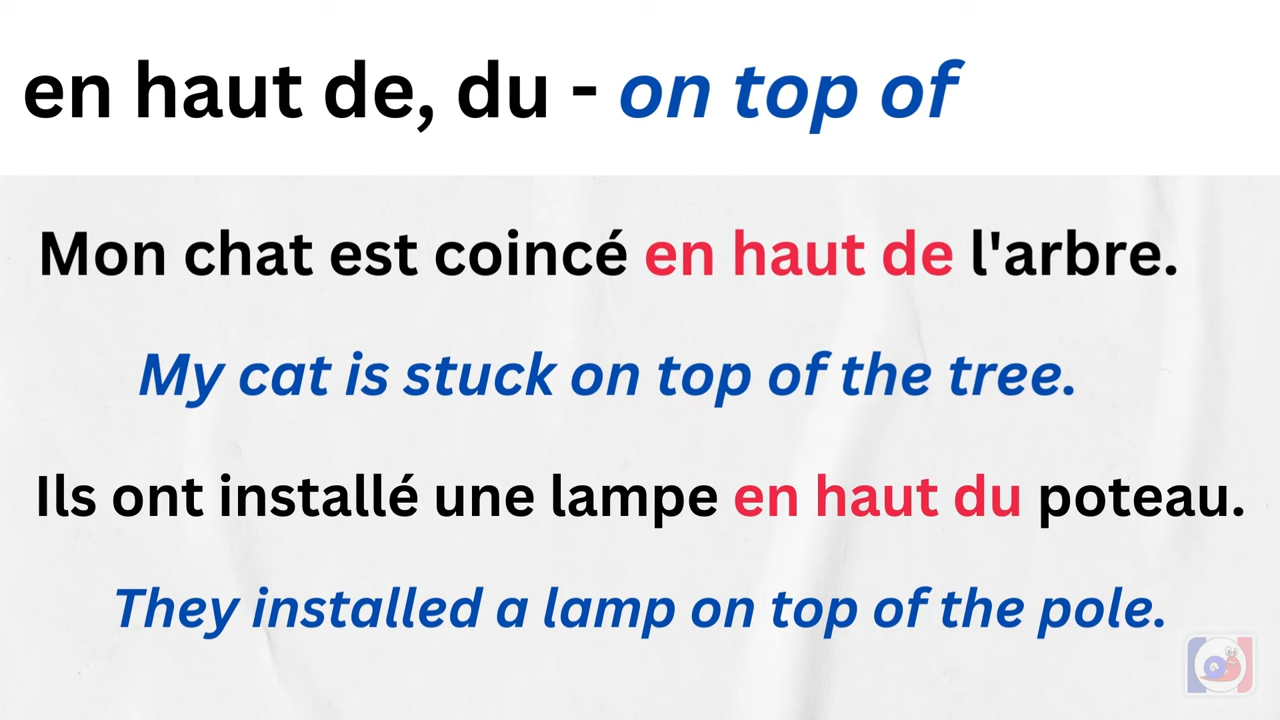 en haut de, du - on top of
Mon chat est coincé en haut de l'arbre.
My cat is stuck on top of the tree.
Ils ont installé une lampe en haut du poteau.
They installed a lamp on top of the pole.